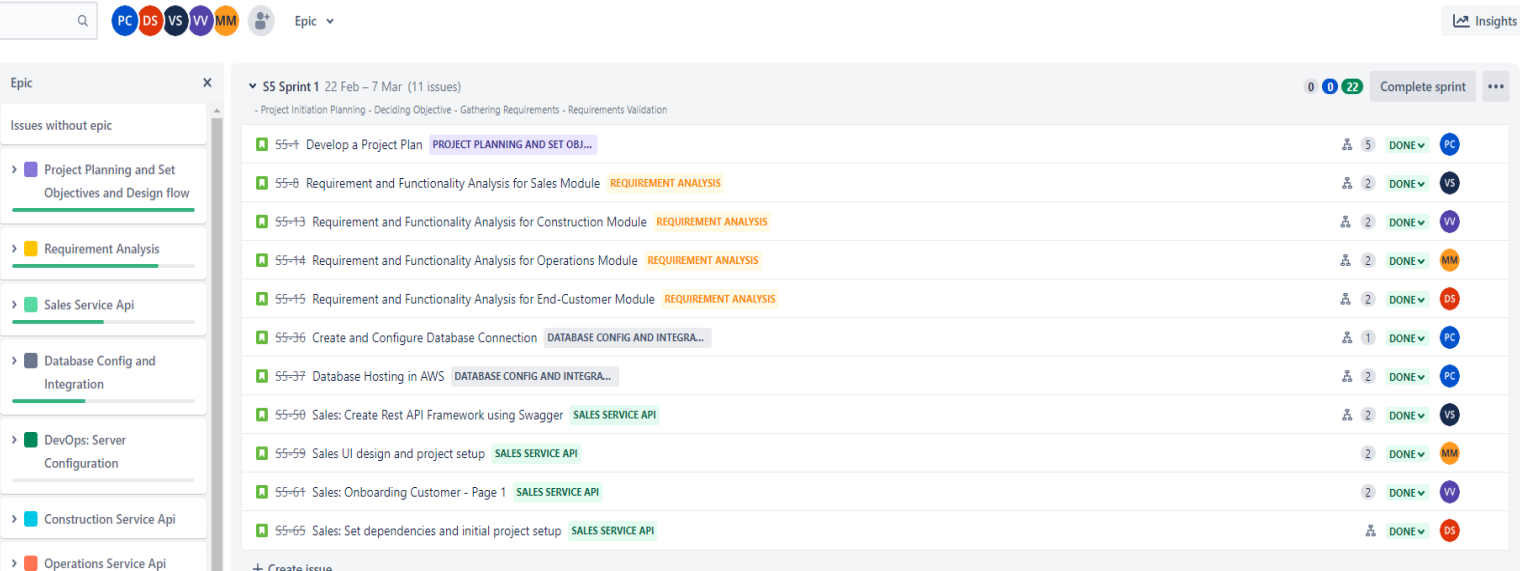 PC DS VS VV MM Epic Insights
Epic
Issues without epic
Project Planning and Set
Objectives and Design flow
Requirement Analysis
Sales Service Api
Database Config and
Integration
DevOps: Server
Configuration
Construction Service Api
Operations Service Api
S5 Sprint 1 22 Feb – 7 Mar (11 issues) 0 0 22 Complete sprint
- Project Initiation Planning - Deciding Objective - Gathering Requirements - Requirements Validation
S5-1 Develop a Project Plan PROJECT PLANNING AND SET OBJ... 5 DONE PC
S5-8 Requirement and Functionality Analysis for Sales Module REQUIREMENT ANALYSIS 2 DONE VS
S5-13 Requirement and Functionality Analysis for Construction Module REQUIREMENT ANALYSIS 2 DONE VV
S5-14 Requirement and Functionality Analysis for Operations Module REQUIREMENT ANALYSIS 2 DONE MM
S5-15 Requirement and Functionality Analysis for End-Customer Module REQUIREMENT ANALYSIS 2 DONE DS
S5-36 Create and Configure Database Connection DATABASE CONFIG AND INTEGRA... 1 DONE PC
S5-37 Database Hosting in AWS DATABASE CONFIG AND INTEGRA... 2 DONE PC
S5-50 Sales: Create Rest API Framework using Swagger SALES SERVICE API 2 DONE VS
S5-59 Sales UI design and project setup SALES SERVICE API 2 DONE MM
S5-61 Sales: Onboarding Customer - Page 1 SALES SERVICE API 2 DONE VV
S5-65 Sales: Set dependencies and initial project setup SALES SERVICE API DONE DS
+ Create issue